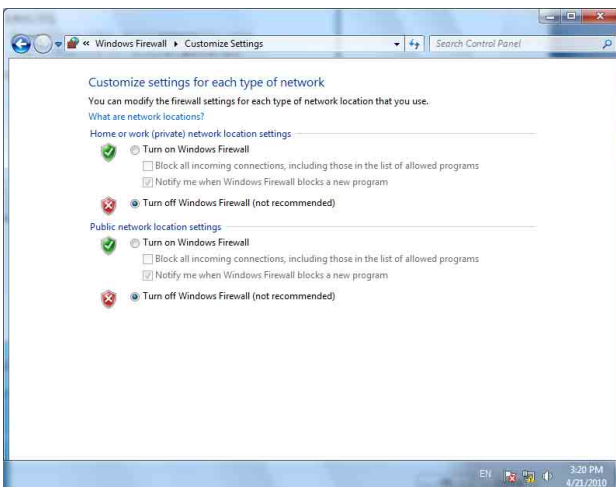 « Windows Firewall ▸ Customize Settings
Search Control Panel
Customize settings for each type of network
You can modify the firewall settings for each type of network location that you use.
What are network locations?
Home or work (private) network location settings
Turn on Windows Firewall
Block all incoming connections, including those in the list of allowed programs
Notify me when Windows Firewall blocks a new program
Turn off Windows Firewall (not recommended)
Public network location settings
Turn on Windows Firewall
Block all incoming connections, including those in the list of allowed programs
Notify me when Windows Firewall blocks a new program
Turn off Windows Firewall (not recommended)
EN
3:20 PM
4/21/2010